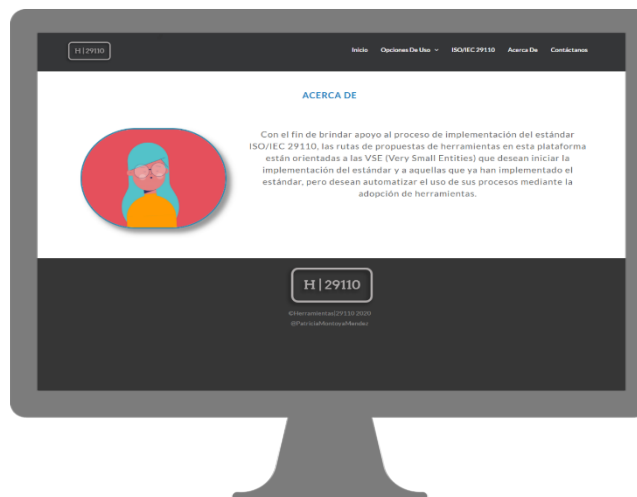 H | 29110
Inicio Opciones De Uso ISO/IEC 29110 Acerca De Contáctanos
ACERCA DE
Con el fin de brindar apoyo al proceso de implementación del estándar
ISO/IEC 29110, las rutas de propuestas de herramientas en esta plataforma
están orientadas a las VSE (Very Small Entities) que desean iniciar la
implementación del estándar y a aquellas que ya han implementado el
estándar, pero desean automatizar el uso de sus procesos mediante la
adopción de herramientas.
H | 29110
©Herramientas|29110 2020
@PatriciaMontoyaMendez